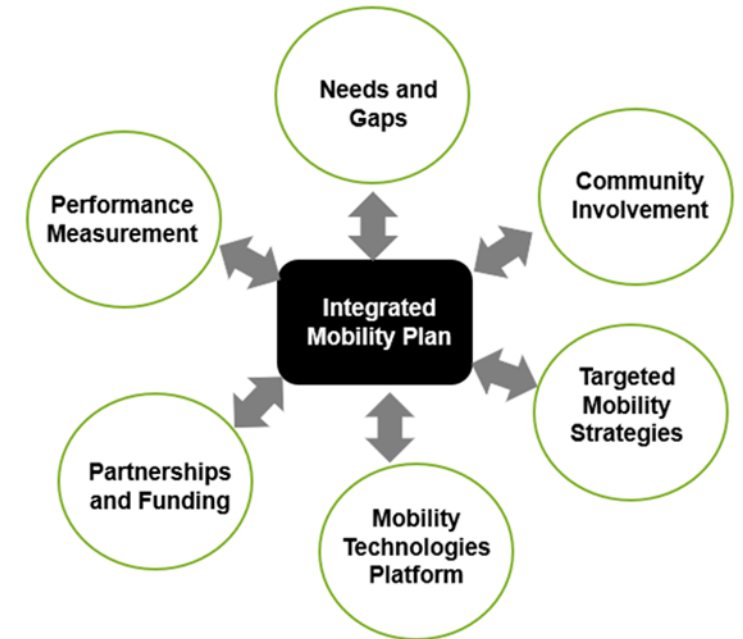 Needs and
Gaps
Community
Involvement
Performance
Measurement
Integrated
Mobility Plan
Targeted
Mobility
Strategies
Partnerships
and Funding
Mobility
Technologies
Platform